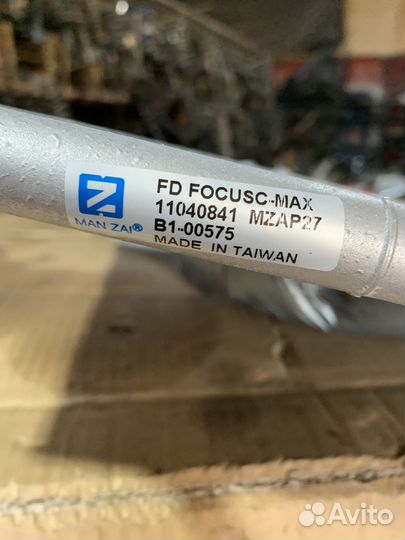 FD FOCUSC-MAX
11040841 MZAP27
B1-00575
MADE IN TAIWAN
MAN ZAI®
Avito